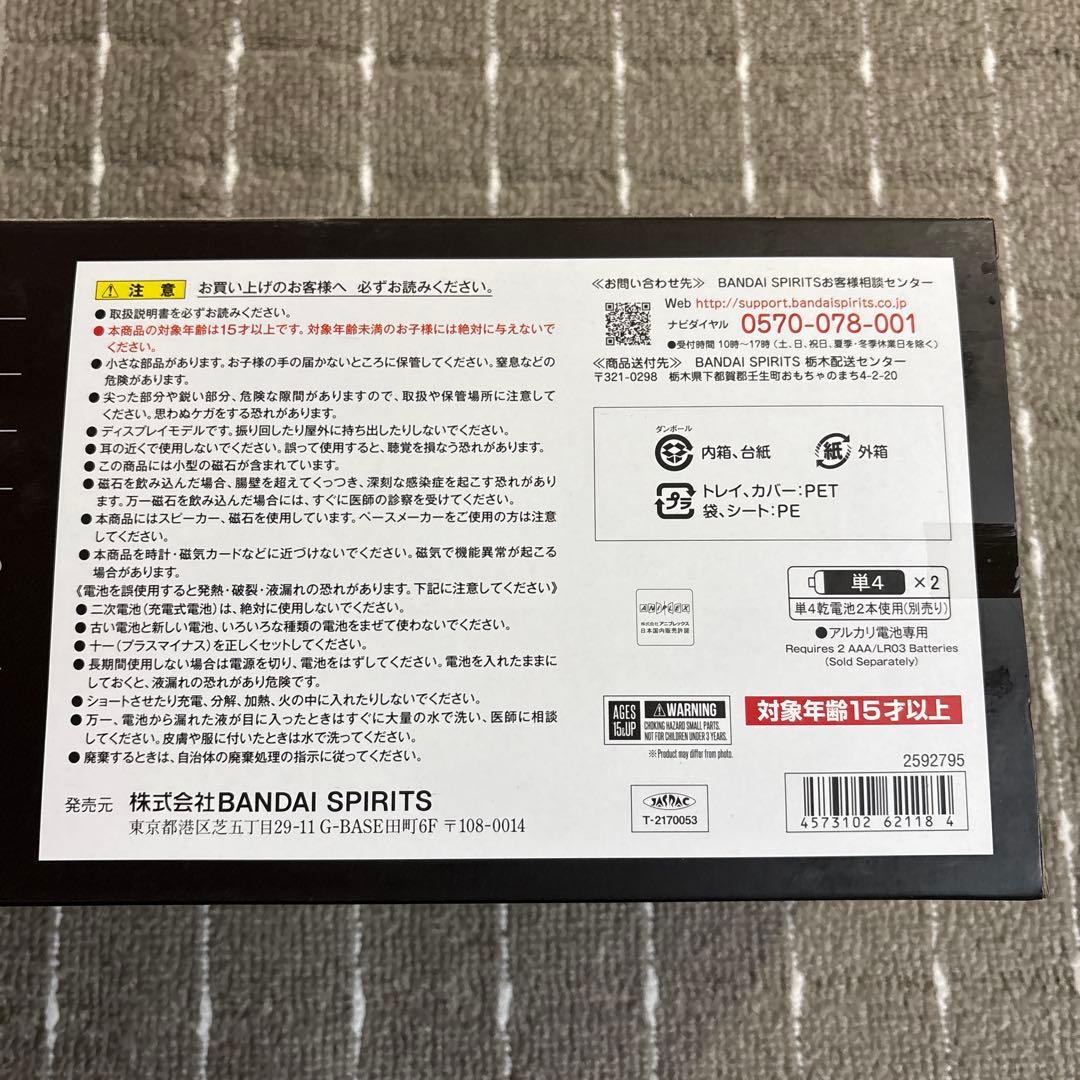 注意 お買い上げのお客様へ 必ずお読みください。
● 取扱説明書を必ずお読みください。
● 本商品の対象年齢は15才以上です。対象年齢未満のお子様には絶対に与えないで
ください。
● 小さな部品があります。お子様の手の届かないところに保管してください。窒息などの
危険があります。
● 尖った部分や鋭い部分、危険な隙間がありますので、取扱や保管場所に注意して
ください。思わぬケガをする恐れがあります。
● ディスプレイモデルです。振り回したり屋外に持ち出したりしないでください。
● 耳の近くで使用しないでください。誤って使用すると、聴覚を損なう恐れがあります。
● この商品には小型の磁石が含まれています。
● 磁石を飲み込んだ場合、腸壁を超えてくっつき、深刻な感染症を起こす恐れがあり
ます。万一磁石を飲み込んだ場合には、すぐに医師の診察を受けてください。
● 本商品にはスピーカー、磁石を使用しています。ペースメーカーをご使用の方は注意
してください。
● 本商品を時計・磁気カードなどに近づけないでください。磁気で機能異常が起こる
場合があります。
《電池を誤使用すると発熱・破裂・液漏れの恐れがあります。下記に注意してください》
● 二次電池(充電式電池)は、絶対に使用しないでください。
● 古い電池と新しい電池、いろいろな種類の電池をまぜて使わないでください。
● +−(プラスマイナス)を正しくセットしてください。
● 長期間使用しない場合は電源を切り、電池をはずしてください。電池を入れたままに
しておくと、液漏れの恐れがあり危険です。
● ショートさせたり充電、分解、加熱、火の中に入れたりしないでください。
● 万一、電池から漏れた液が目に入ったときはすぐに大量の水で洗い、医師に相談
してください。皮膚や服に付いたときは水で洗ってください。
● 廃棄するときは、自治体の廃棄処理の指示に従ってください。
発売元 株式会社BANDAI SPIRITS
東京都港区芝五丁目29-11 G-BASE田町6F 〒108-0014
≪お問い合わせ先≫ BANDAI SPIRITSお客様相談センター
Web http://support.bandaispirits.co.jp
ナビダイヤル 0570-078-001
●受付時間 10時〜17時(土、日、祝日、夏季・冬季休業日を除く)
≪商品送付先≫ BANDAI SPIRITS 栃木配送センター
〒321-0298 栃木県下都賀郡壬生町おもちゃのまち4-2-20
ダンボール
内箱、台紙
紙 外箱
プラ トレイ、カバー:PET
袋、シート:PE
単4 ×2
単4乾電池2本使用(別売り)
●アルカリ電池専用
Requires 2 AAA/LR03 Batteries
(Sold Separately)
ANIPLEX
株式会社アニプレックス
日本国内販売許諾
AGES
15&UP
WARNING
CHOKING HAZARD SMALL PARTS.
NOT FOR CHILDREN UNDER 3 YEARS.
※Product may differ from photo.
対象年齢15才以上
2592795
JASRAC
T-2170053
4573102 62118 4